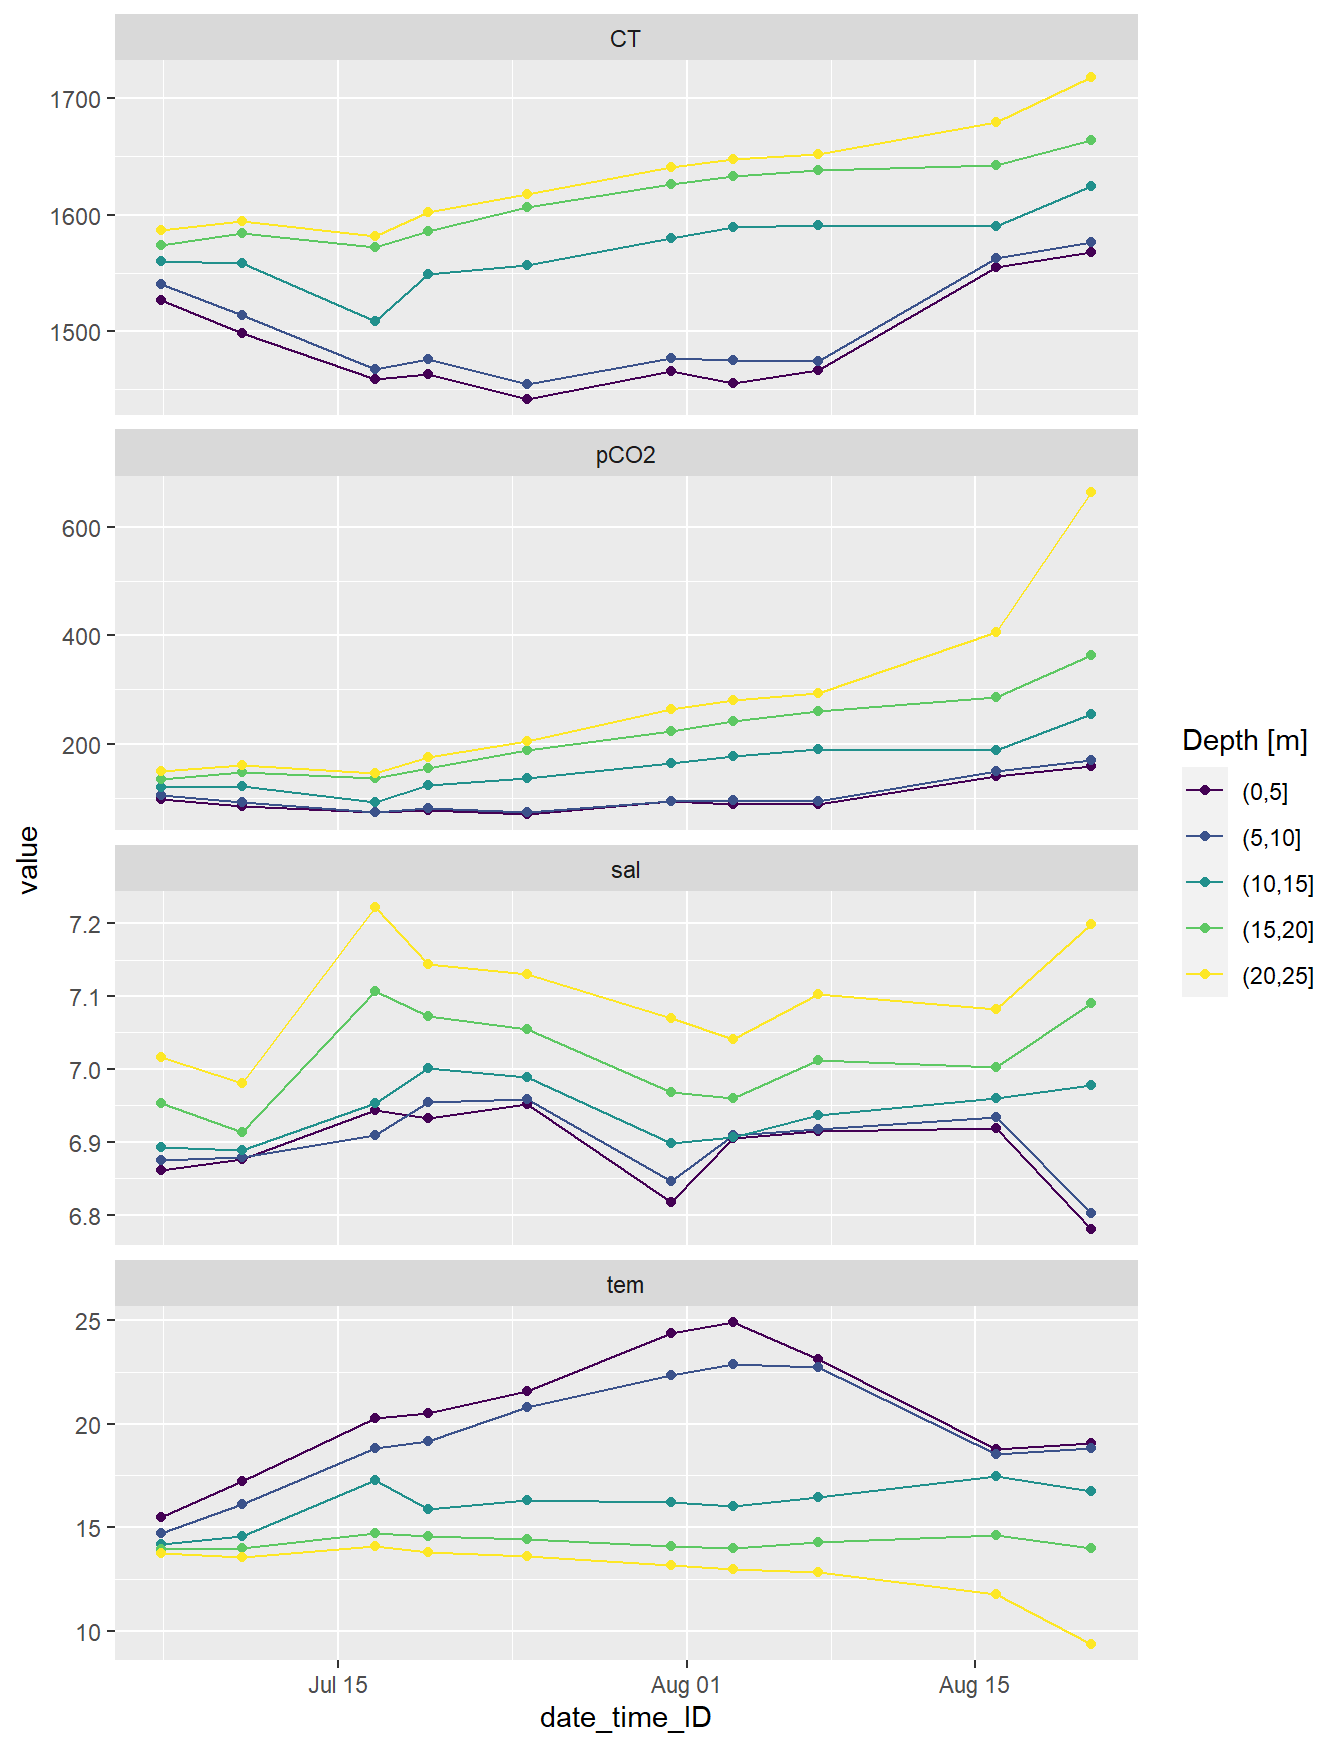 CT
1700
1600
1500
pCO2
600
400
200
sal
7.2
7.1
7.0
6.9
6.8
tem
25
20
15
10
Jul 15 Aug 01 Aug 15
date_time_ID
value
Depth [m]
(0,5]
(5,10]
(10,15]
(15,20]
(20,25]